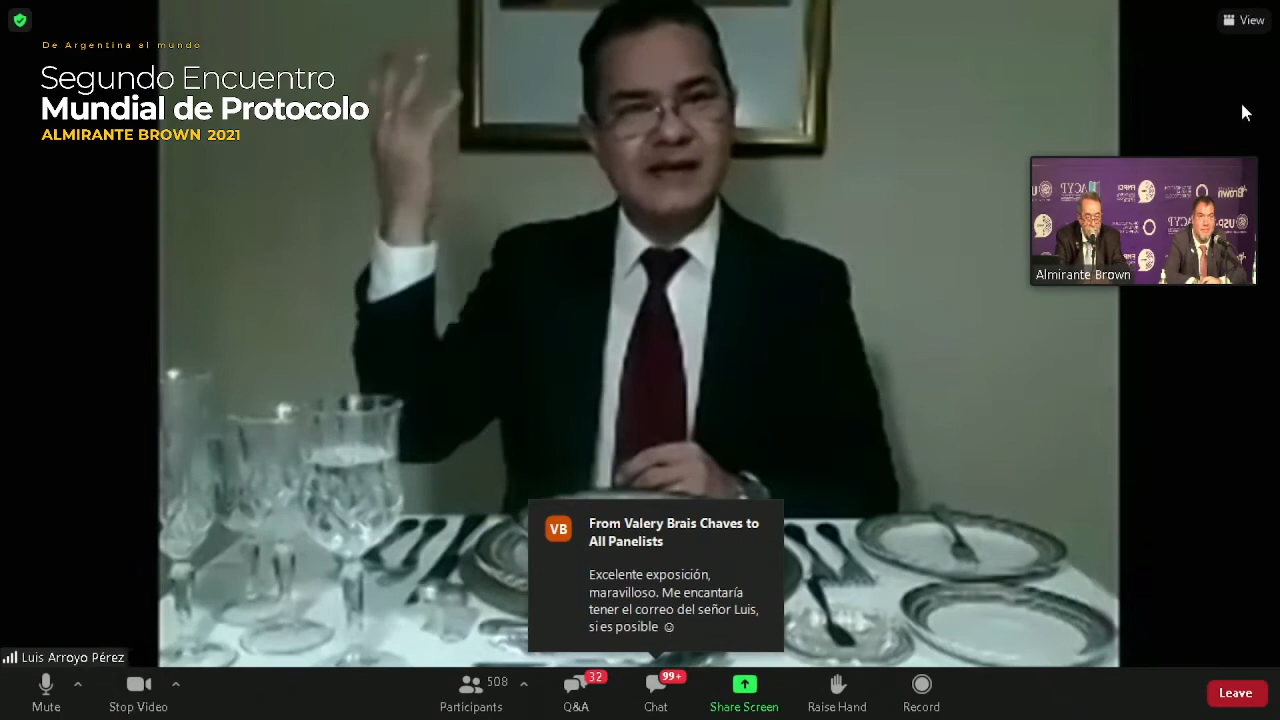 De Argentina al mundo
View
Segundo Encuentro
Mundial de Protocolo
ALMIRANTE BROWN 2021
Almirante Brown
VB
From Valery Brais Chaves to
All Panelists
Excelente exposición,
maravilloso. Me encantaría
tener el correo del señor Luis,
si es posible ☺
Luis Arroyo Pérez
508
32
99+
Mute
Stop Video
Participants
Q&A
Chat
Share Screen
Raise Hand
Record
Leave